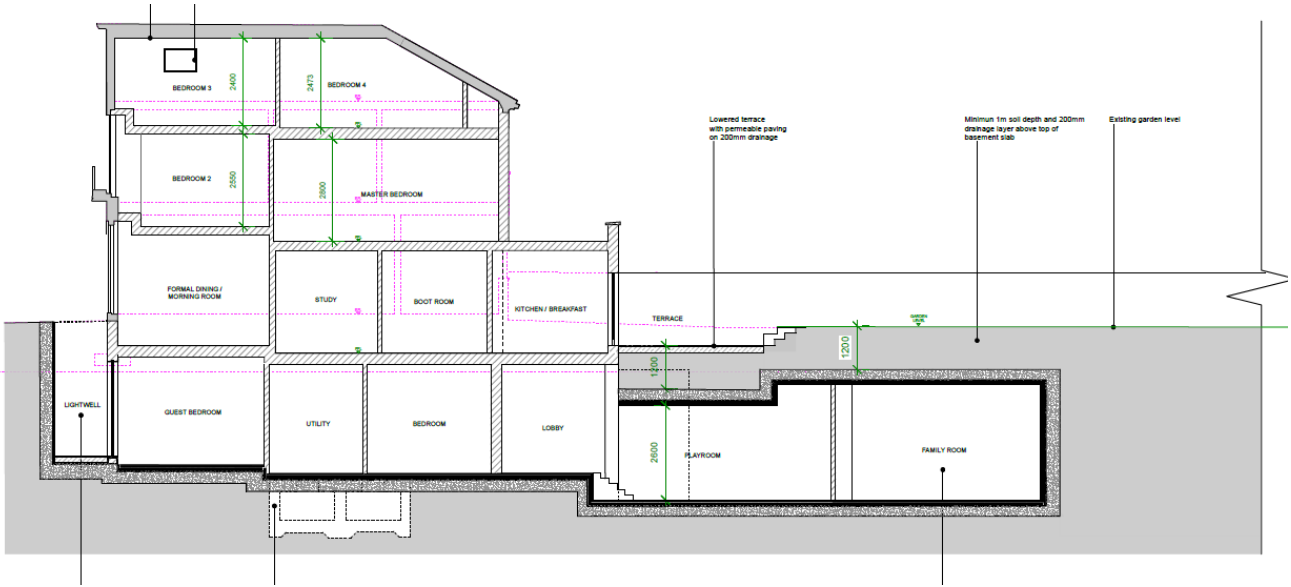 BEDROOM 3
2400
2473
BEDROOM 4
Lowered terrace
with permeable paving
on 200mm drainage
Minimun 1m soil depth and 200mm
drainage layer above top of
basement slab
Existing garden level
BEDROOM 2
2550
2800
MASTER BEDROOM
FORMAL DINING /
MORNING ROOM
STUDY
BOOT ROOM
KITCHEN / BREAKFAST
TERRACE
GARDEN
LEVEL
1200
1200
LIGHTWELL
GUEST BEDROOM
UTILITY
BEDROOM
LOBBY
2600
PLAYROOM
FAMILY ROOM